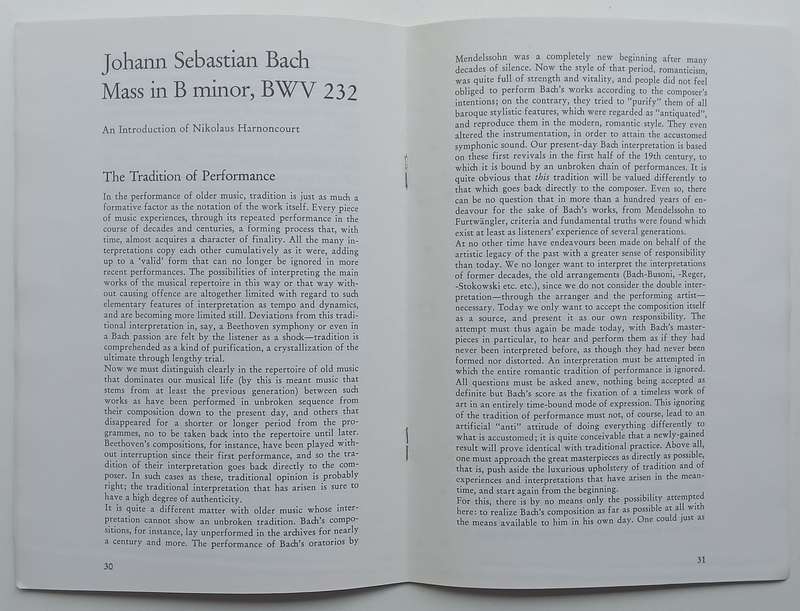 Johann Sebastian Bach
Mass in B minor, BWV 232
An Introduction of Nikolaus Harnoncourt
The Tradition of Performance
In the performance of older music, tradition is just as much a
formative factor as the notation of the work itself. Every piece
of music experiences, through its repeated performance in the
course of decades and centuries, a forming process that, with
time, almost acquires a character of finality. All the many in-
terpretations copy each other cumulatively as it were, adding
up to a ‘valid’ form that can no longer be ignored in more
recent performances. The possibilities of interpreting the main
works of the musical repertoire in this way or that way with-
out causing offence are altogether limited with regard to such
elementary features of interpretation as tempo and dynamics,
and are becoming more limited still. Deviations from this tradi-
tional interpretation in, say, a Beethoven symphony or even in
a Bach passion are felt by the listener as a shock—tradition is
comprehended as a kind of purification, a crystallization of the
ultimate through lengthy trial.
Now we must distinguish clearly in the repertoire of old music
that dominates our musical life (by this is meant music that
stems from at least the previous generation) between such
works as have been performed in unbroken sequence from
their composition down to the present day, and others that
disappeared for a shorter or longer period from the pro-
grammes, no to be taken back into the repertoire until later.
Beethoven's compositions, for instance, have been played with-
out interruption since their first performance, and so the tra-
dition of their interpretation goes back directly to the com-
poser. In such cases as these, traditional opinion is probably
right; the traditional interpretation that has arisen is sure to
have a high degree of authenticity.
It is quite a different matter with older music whose inter-
pretation cannot show an unbroken tradition. Bach's compo-
sitions, for instance, lay unperformed in the archives for nearly
a century and more. The performance of Bach's oratorios by
30
Mendelssohn was a completely new beginning after many
decades of silence. Now the style of that period, romanticism,
was quite full of strength and vitality, and people did not feel
obliged to perform Bach's works according to the composer's
intentions; on the contrary, they tried to "purify" them of all
baroque stylistic features, which were regarded as "antiquated",
and reproduce them in the modern, romantic style. They even
altered the instrumentation, in order to attain the accustomed
symphonic sound. Our present-day Bach interpretation is based
on these first revivals in the first half of the 19th century, to
which it is bound by an unbroken chain of performances. It is
quite obvious that this tradition will be valued differently to
that which goes back directly to the composer. Even so, there
can be no question that in more than a hundred years of en-
deavour for the sake of Bach's works, from Mendelssohn to
Furtwängler, criteria and fundamental truths were found which
exist at least as listeners' experience of several generations.
At no other time have endeavours been made on behalf of the
artistic legacy of the past with a greater sense of responsibility
than today. We no longer want to interpret the interpretations
of former decades, the old arrangements (Bach-Busoni, -Reger,
-Stokowski etc. etc.), since we do not consider the double inter-
pretation—through the arranger and the performing artist—
necessary. Today we only want to accept the composition itself
as a source, and present it as our own responsibility. The
attempt must thus again be made today, with Bach's master-
pieces in particular, to hear and perform them as if they had
never been interpreted before, as though they had never been
formed nor distorted. An interpretation must be attempted in
which the entire romantic tradition of performance is ignored.
All questions must be asked anew, nothing being accepted as
definite but Bach's score as the fixation of a timeless work of
art in an entirely time-bound mode of expression. This ignoring
of the tradition of performance must not, of course, lead to an
artificial "anti" attitude of doing everything differently to
what is accustomed; it is quite conceivable that a newly-gained
result will prove identical with traditional practice. Above all,
one must approach the great masterpieces as directly as possible,
that is, push aside the luxurious upholstery of tradition and of
experiences and interpretations that have arisen in the mean-
time, and start again from the beginning.
For this, there is by no means only the possibility attempted
here: to realize Bach's composition as far as possible at all with
the means available to him in his own day. One could just as
31